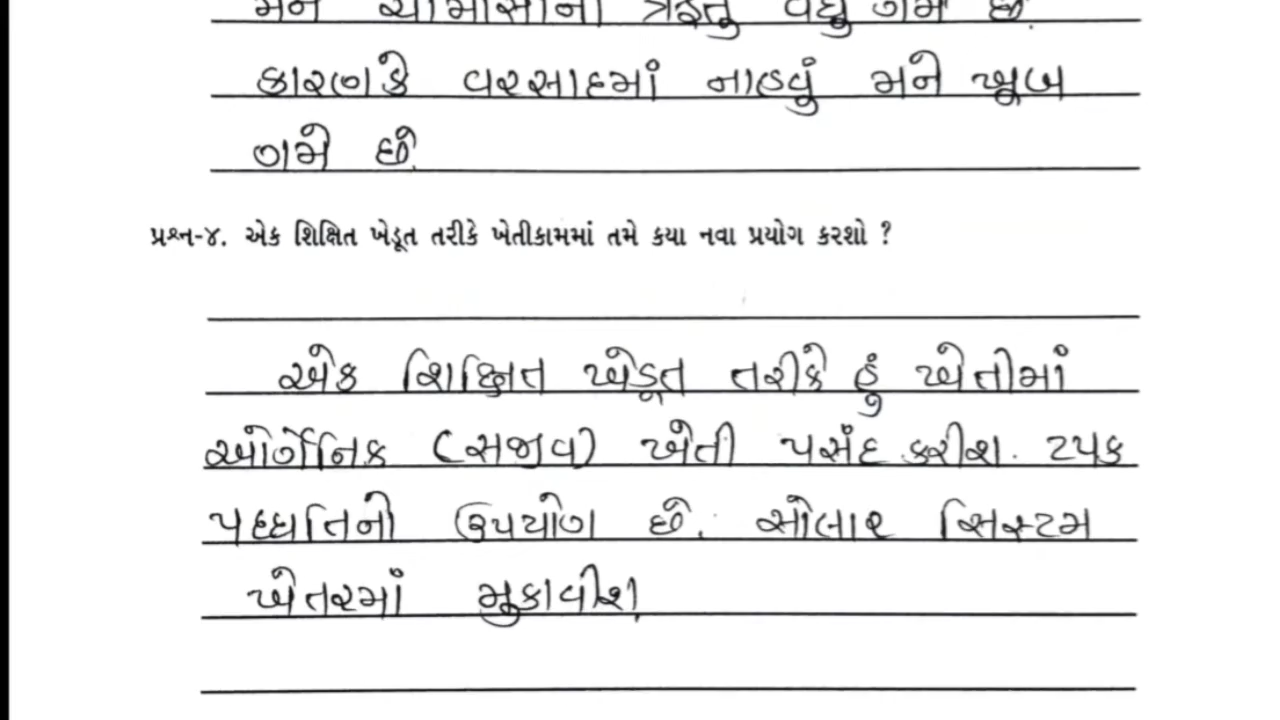 મને ચોમાસાની ઋતુ વધુ ગમે છે.
કારણકે વરસાદમાં નાહવું મને ખૂબ
ગમે છે.
પ્રશ્ન-૪. એક શિક્ષિત ખેડૂત તરીકે ખેતીકામમાં તમે કયા નવા પ્રયોગ કરશો ?
એક શિક્ષિત ખેડૂત તરીકે હું ખેતીમાં
ઓર્ગેનિક (સજીવ) ખેતી પસંદ કરીશ. ટપક
પધ્ધતિનો ઉપયોગ છે. સોલાર સિસ્ટમ
ખેતરમાં મુકાવીશ.